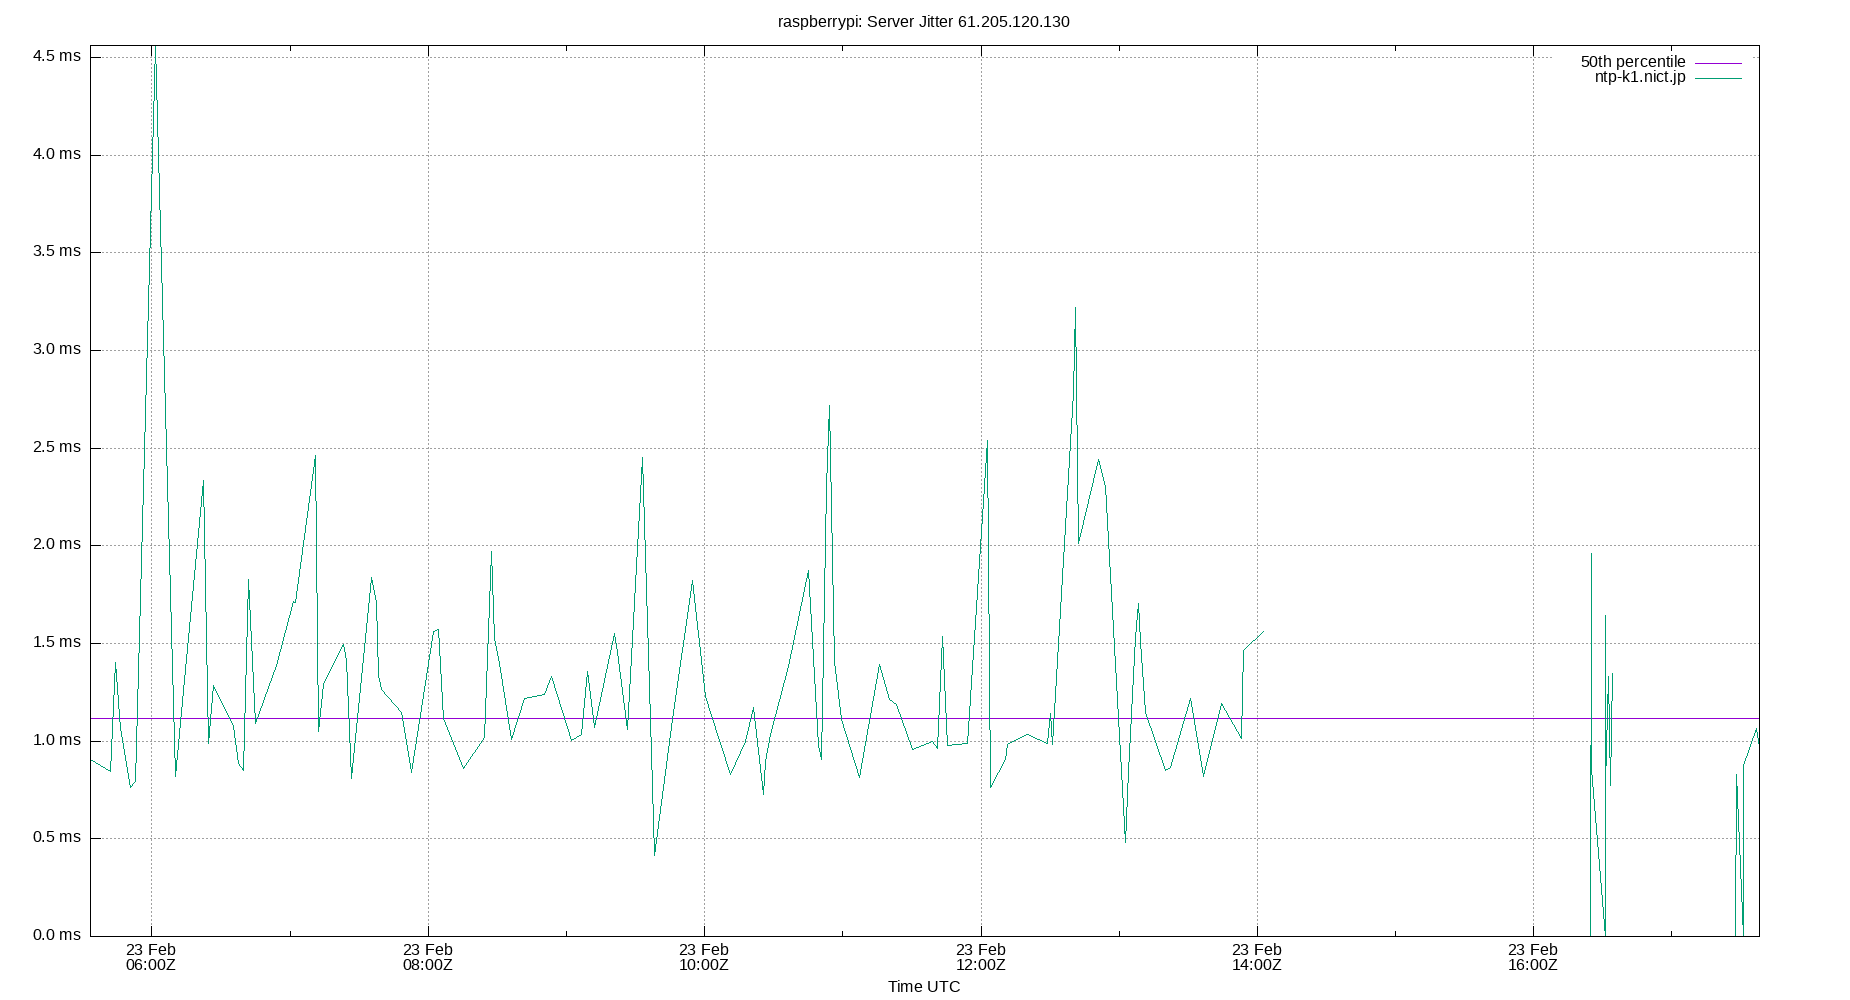 raspberrypi: Server Jitter 61.205.120.130
50th percentile
ntp-k1.nict.jp
4.5 ms
4.0 ms
3.5 ms
3.0 ms
2.5 ms
2.0 ms
1.5 ms
1.0 ms
0.5 ms
0.0 ms
23 Feb 23 Feb 23 Feb 23 Feb 23 Feb 23 Feb
06:00Z 08:00Z 10:00Z 12:00Z 14:00Z 16:00Z
Time UTC